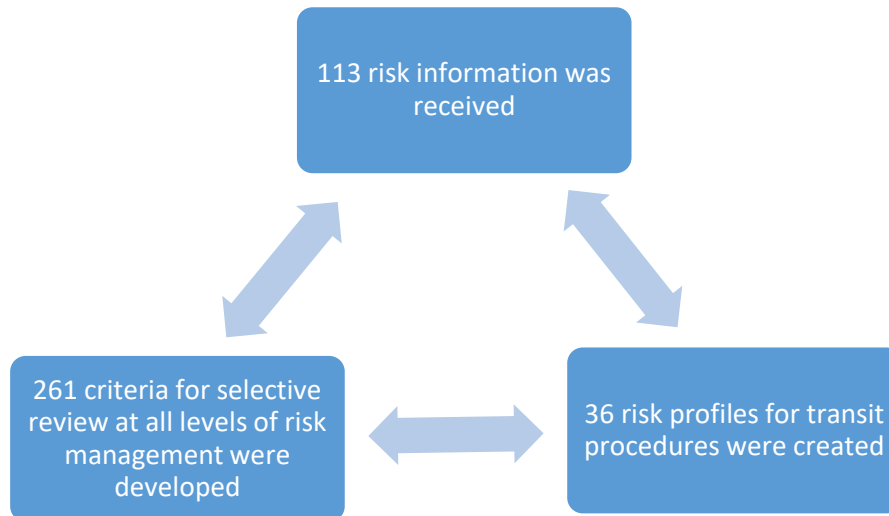 113 risk information was
received
261 criteria for selective
review at all levels of risk
management were
developed
36 risk profiles for transit
procedures were created